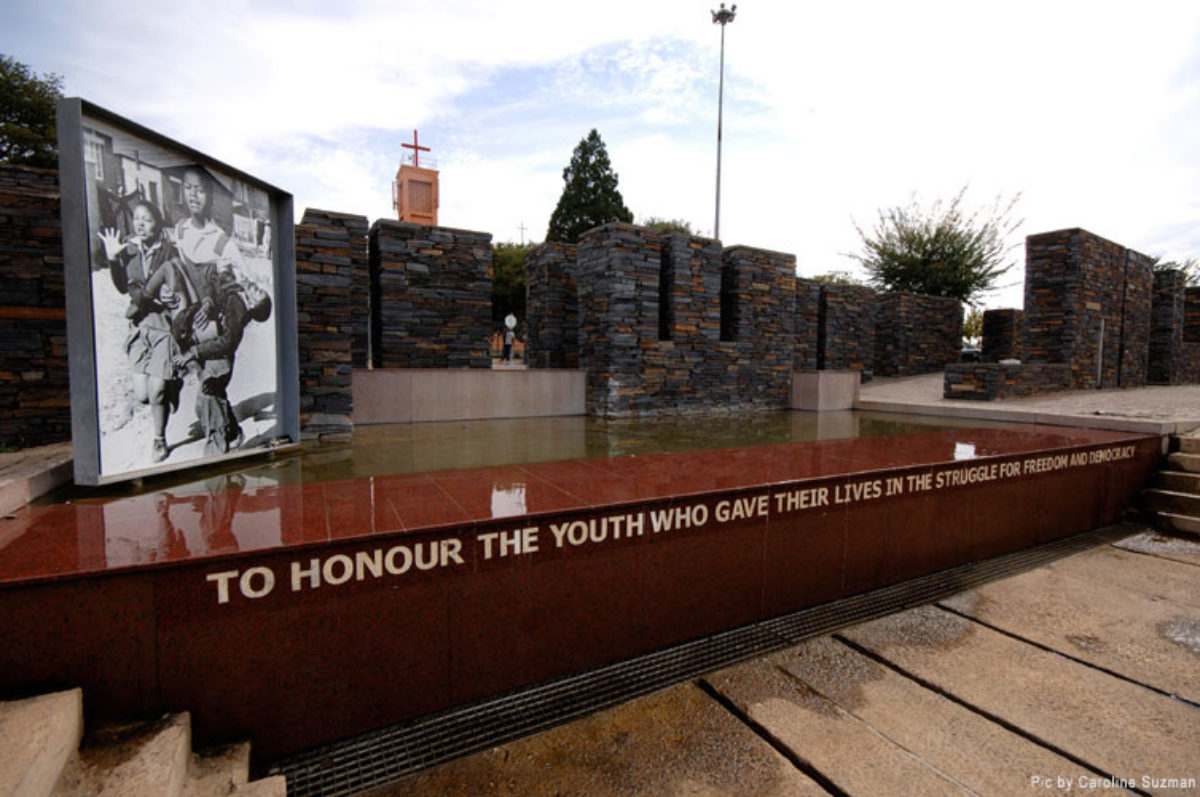 TO HONOUR THE YOUTH WHO GAVE THEIR LIVES IN THE STRUGGLE FOR FREEDOM AND DEMOCRACY
Pic by Caroline Suzman